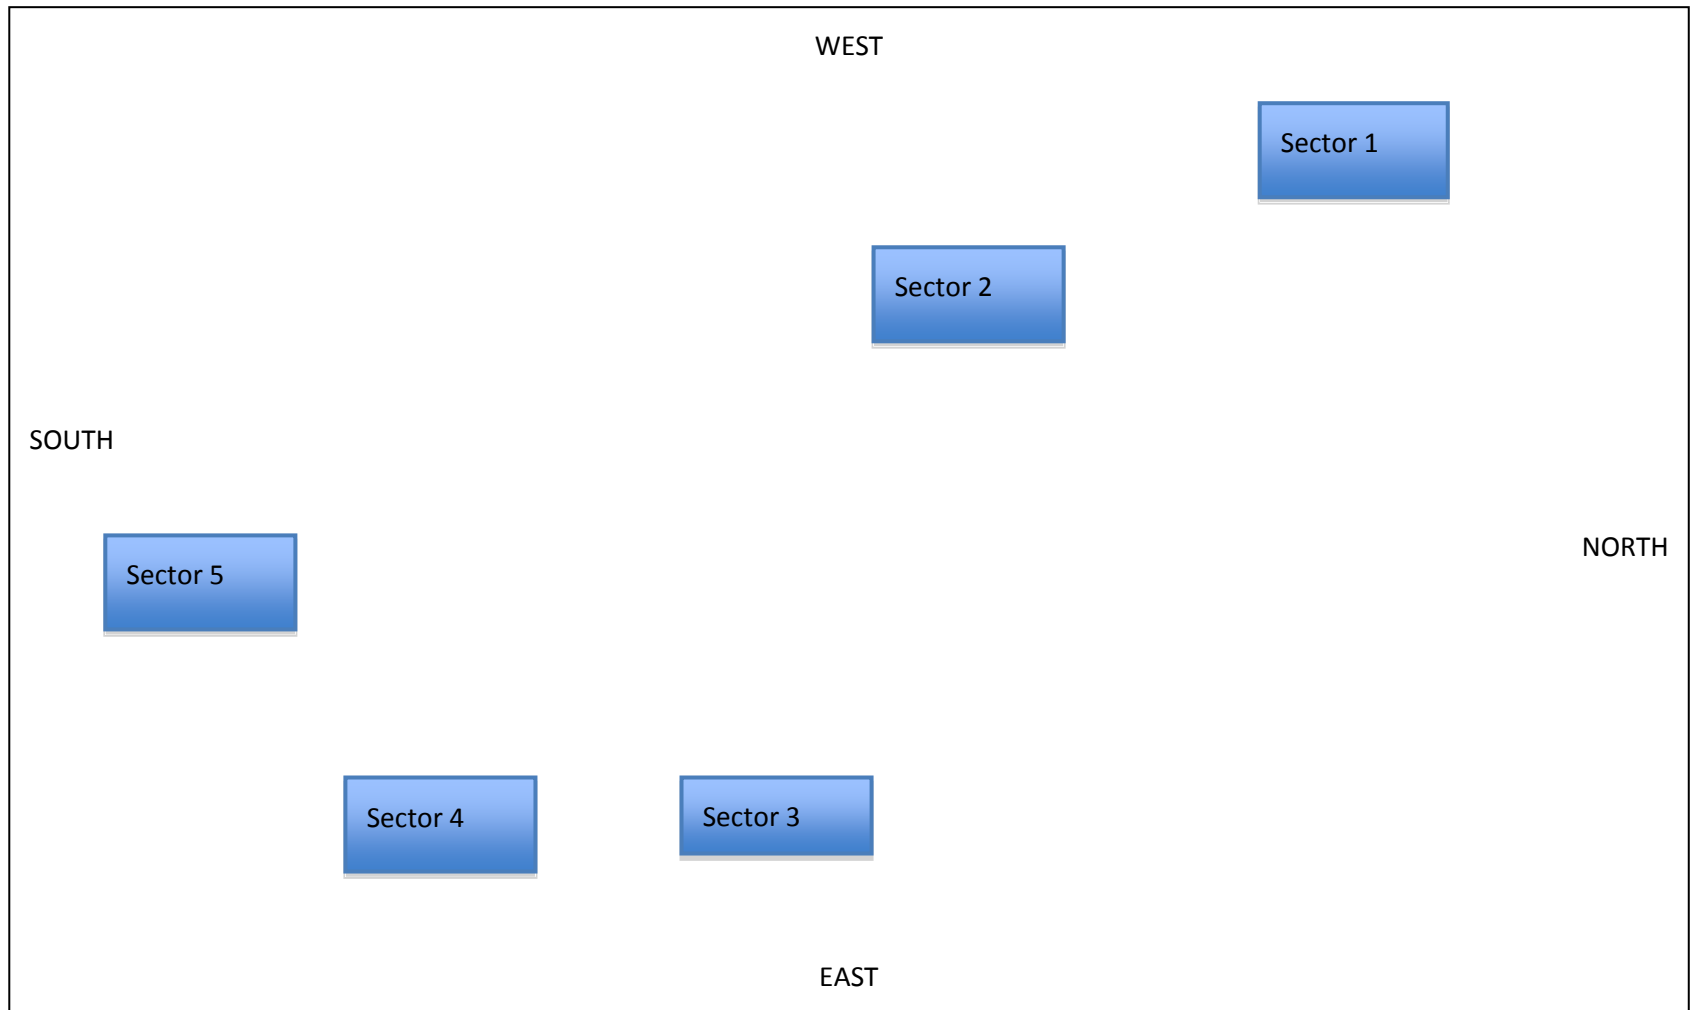 WEST
Sector 1
Sector 2
SOUTH
NORTH
Sector 5
Sector 4
Sector 3
EAST